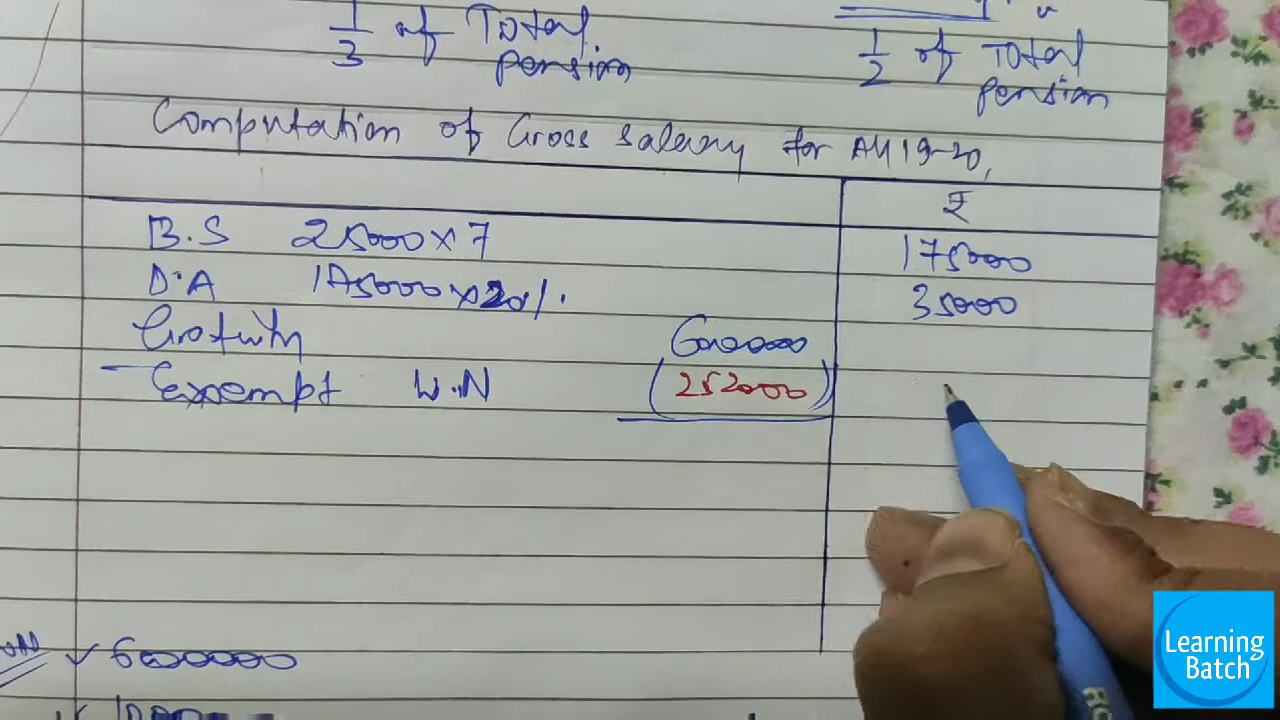 1/3 of Total pension
1/2 of Total pension
Computation of Gross Salary for AY 19-20,
₹
B.S 25000×7 175000
D.A 175000×20%. 35000
Gratuity 600000
- Exempt W.N (252000)
✓ 600000
Learning
Batch